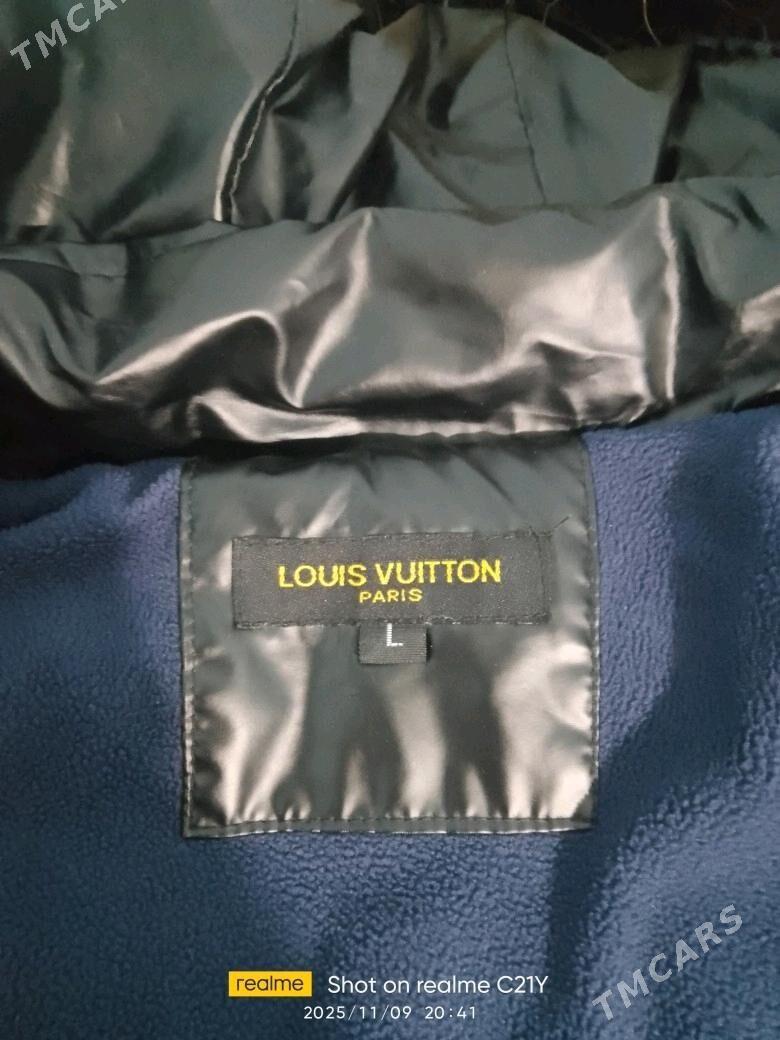 TMCARS
LOUIS VUITTON
PARIS
L
TMCARS
realme Shot on realme C21Y
2025/11/09 20:41